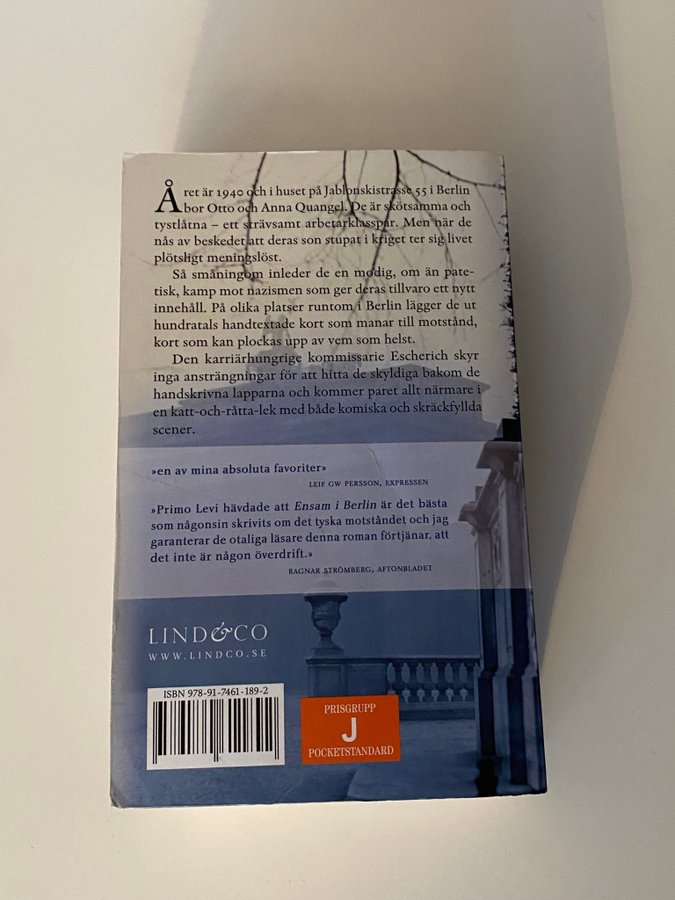 Året är 1940 och i huset på Jablonskistrasse 55 i Berlin
bor Otto och Anna Quangel. De är skötsamma och
tystlåtna – ett strävsamt arbetarklasspar. Men när de
nås av beskedet att deras son stupat i kriget ter sig livet
plötsligt meningslöst.
Så småningom inleder de en modig, om än pate-
tisk, kamp mot nazismen som ger deras tillvaro ett nytt
innehåll. På olika platser runtom i Berlin lägger de ut
hundratals handtextade kort som manar till motstånd,
kort som kan plockas upp av vem som helst.
Den karriärhungrige kommissarie Escherich skyr
inga ansträngningar för att hitta de skyldiga bakom de
handskrivna lapparna och kommer paret allt närmare i
en katt-och-råtta-lek med både komiska och skräckfyllda
scener.
»en av mina absoluta favoriter»
LEIF GW PERSSON, EXPRESSEN
»Primo Levi hävdade att Ensam i Berlin är det bästa
som någonsin skrivits om det tyska motståndet och jag
garanterar de otaliga läsare denna roman förtjänar, att
det inte är någon överdrift.»
RAGNAR STRÖMBERG, AFTONBLADET
LIND&CO
WWW.LINDCO.SE
ISBN 978-91-7461-189-2
PRISGRUPP
J
POCKETSTANDARD